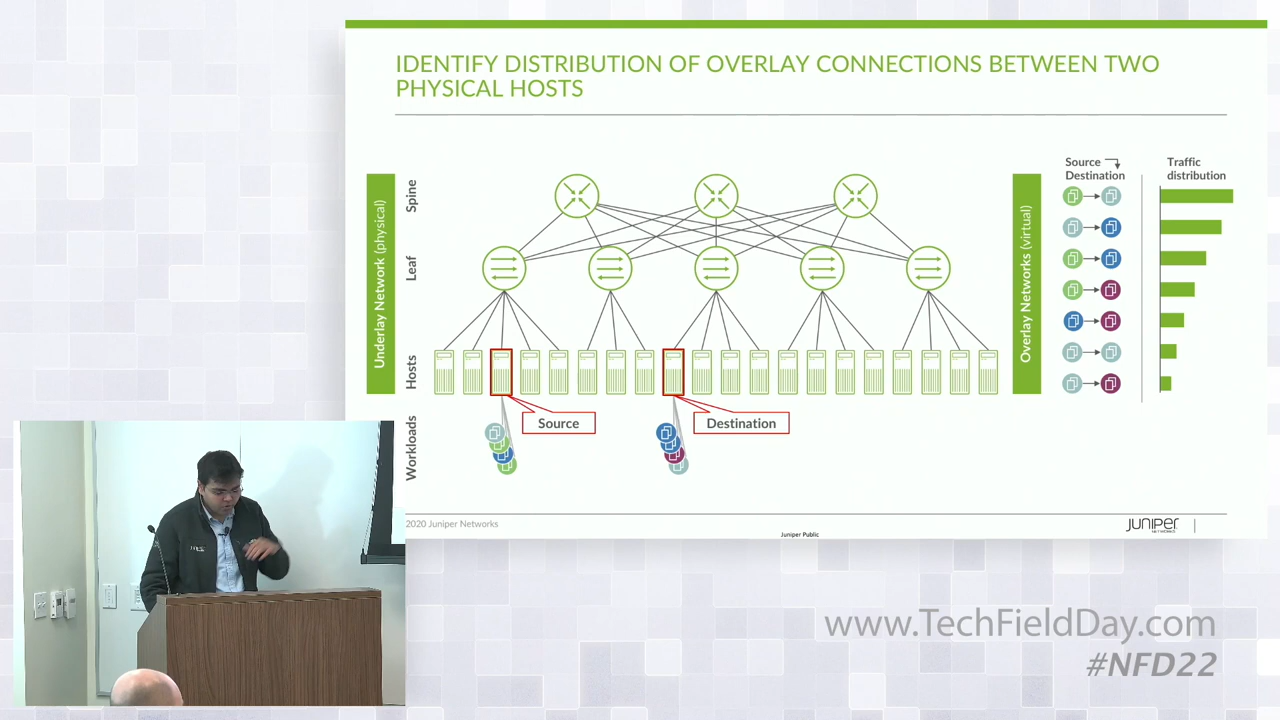 IDENTIFY DISTRIBUTION OF OVERLAY CONNECTIONS BETWEEN TWO
PHYSICAL HOSTS
Underlay Network (physical)
Spine
Leaf
Hosts
Workloads
Source
Destination
Overlay Networks (virtual)
Source
Destination
Traffic
distribution
2020 Juniper Networks
Juniper Public
JUNIPER
NETWORKS
www.TechFieldDay.com
#NFD22